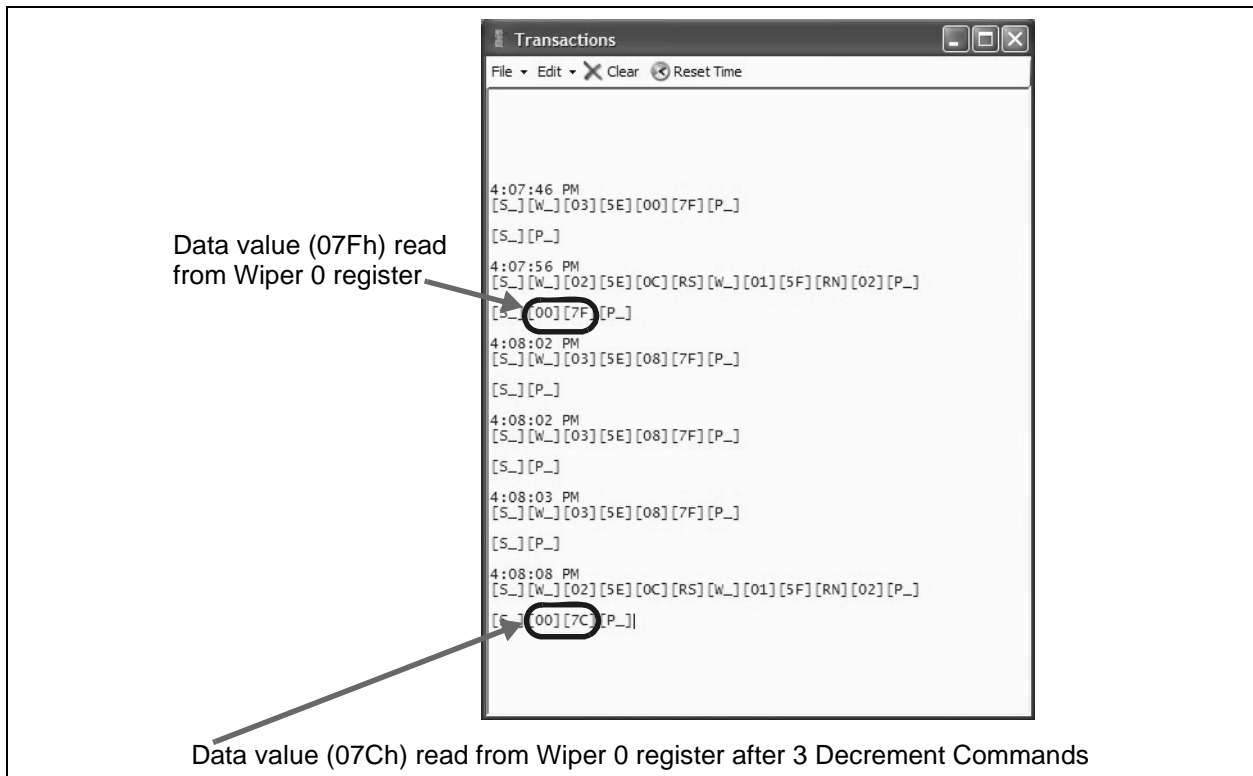 Transactions
File Edit Clear Reset Time
4:07:46 PM
[S_][W_][03][5E][00][7F][P_]
[S_][P_]
Data value (07Fh) read
from Wiper 0 register
4:07:56 PM
[S_][W_][02][5E][0C][RS][W_][01][5F][RN][02][P_]
[S_][00][7F][P_]
4:08:02 PM
[S_][W_][03][5E][08][7F][P_]
[S_][P_]
4:08:02 PM
[S_][W_][03][5E][08][7F][P_]
[S_][P_]
4:08:03 PM
[S_][W_][03][5E][08][7F][P_]
[S_][P_]
4:08:08 PM
[S_][W_][02][5E][0C][RS][W_][01][5F][RN][02][P_]
[S_][00][7C][P_]
Data value (07Ch) read from Wiper 0 register after 3 Decrement Commands